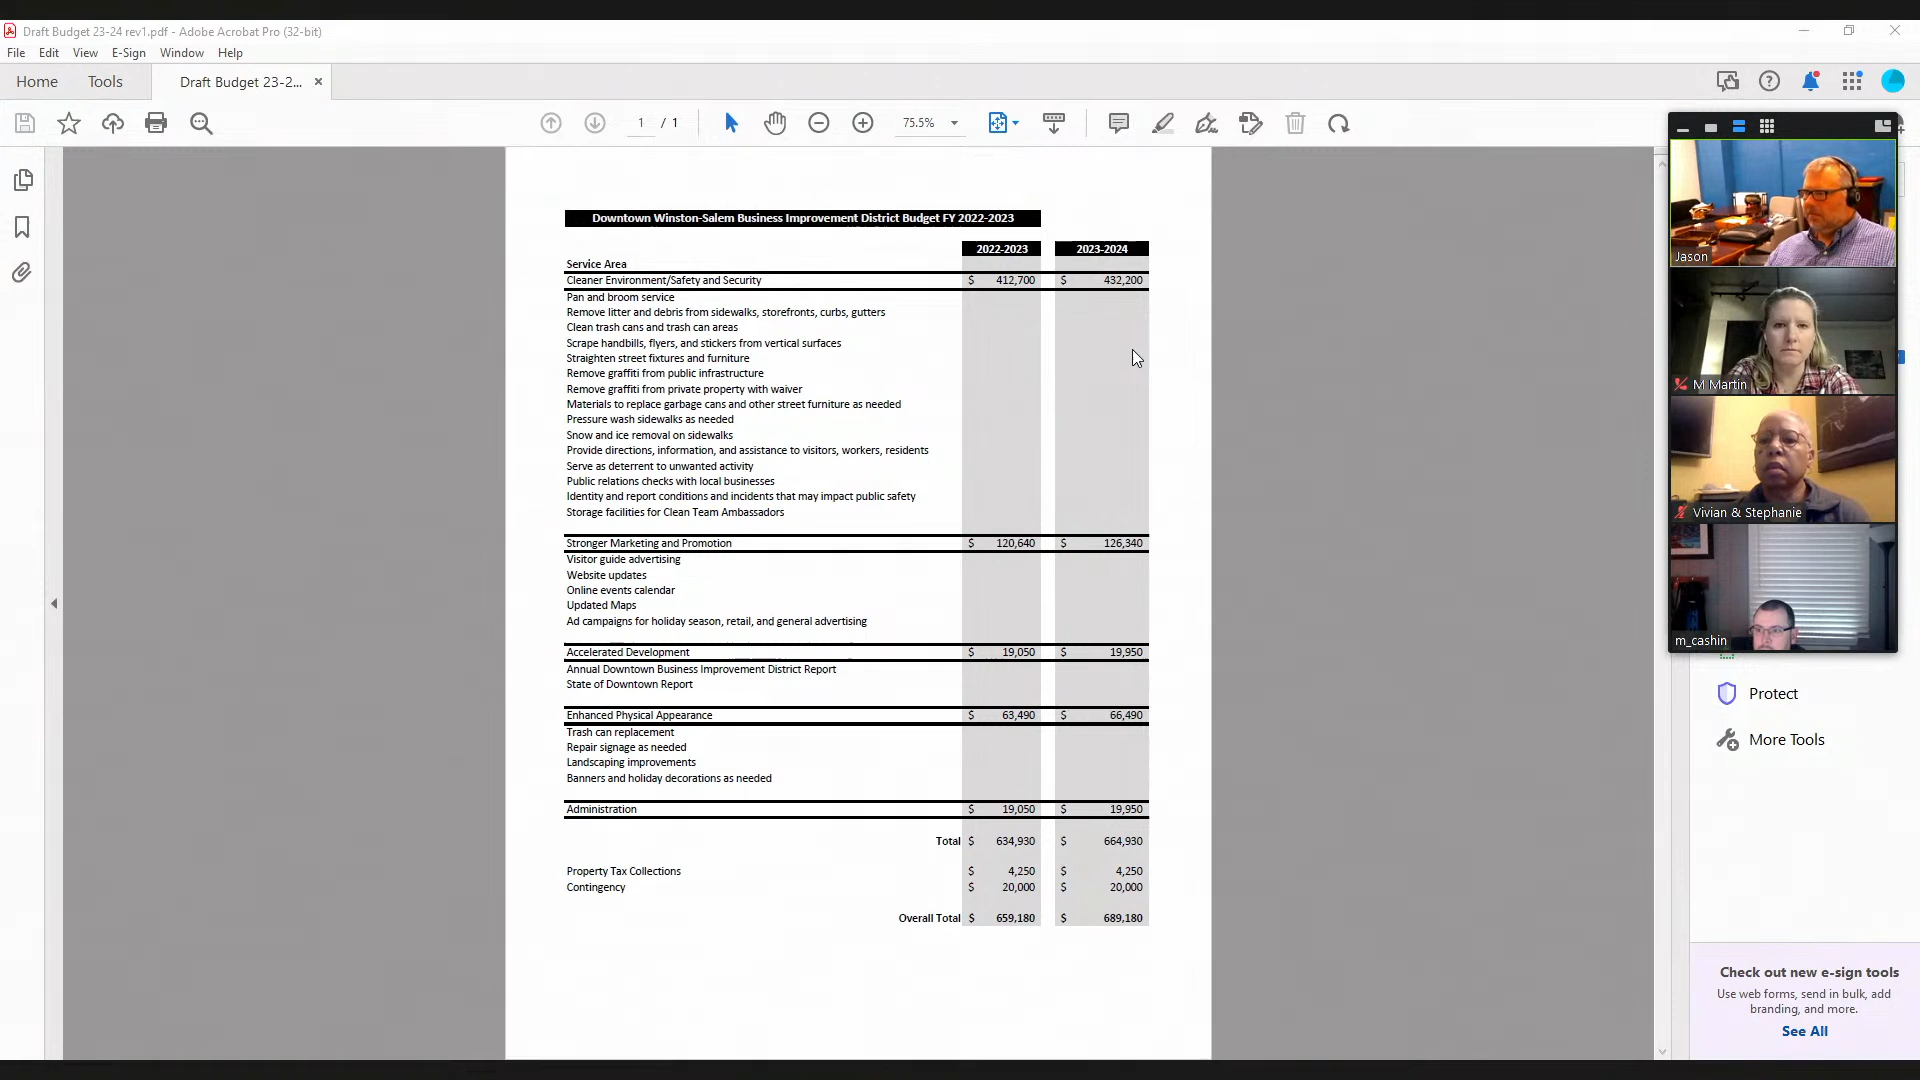 Draft Budget 23-24 rev1.pdf - Adobe Acrobat Pro (32-bit)
File Edit View E-Sign Window Help
Home Tools Draft Budget 23-2... ×
1 / 1 75.5%
Downtown Winston-Salem Business Improvement District Budget FY 2022-2023
2022-2023 2023-2024
Service Area
Cleaner Environment/Safety and Security $ 412,700 $ 432,200
Pan and broom service
Remove litter and debris from sidewalks, storefronts, curbs, gutters
Clean trash cans and trash can areas
Scrape handbills, flyers, and stickers from vertical surfaces
Straighten street fixtures and furniture
Remove graffiti from public infrastructure
Remove graffiti from private property with waiver
Materials to replace garbage cans and other street furniture as needed
Pressure wash sidewalks as needed
Snow and ice removal on sidewalks
Provide directions, information, and assistance to visitors, workers, residents
Serve as deterrent to unwanted activity
Public relations checks with local businesses
Identity and report conditions and incidents that may impact public safety
Storage facilities for Clean Team Ambassadors
Stronger Marketing and Promotion $ 120,640 $ 126,340
Visitor guide advertising
Website updates
Online events calendar
Updated Maps
Ad campaigns for holiday season, retail, and general advertising
Accelerated Development $ 19,050 $ 19,950
Annual Downtown Business Improvement District Report
State of Downtown Report
Enhanced Physical Appearance $ 63,490 $ 66,490
Trash can replacement
Repair signage as needed
Landscaping improvements
Banners and holiday decorations as needed
Administration $ 19,050 $ 19,950
Total $ 634,930 $ 664,930
Property Tax Collections $ 4,250 $ 4,250
Contingency $ 20,000 $ 20,000
Overall Total $ 659,180 $ 689,180
Jason
M Martin
Vivian & Stephanie
m_cashin
Protect
More Tools
Check out new e-sign tools
Use web forms, send in bulk, add
branding, and more.
See All